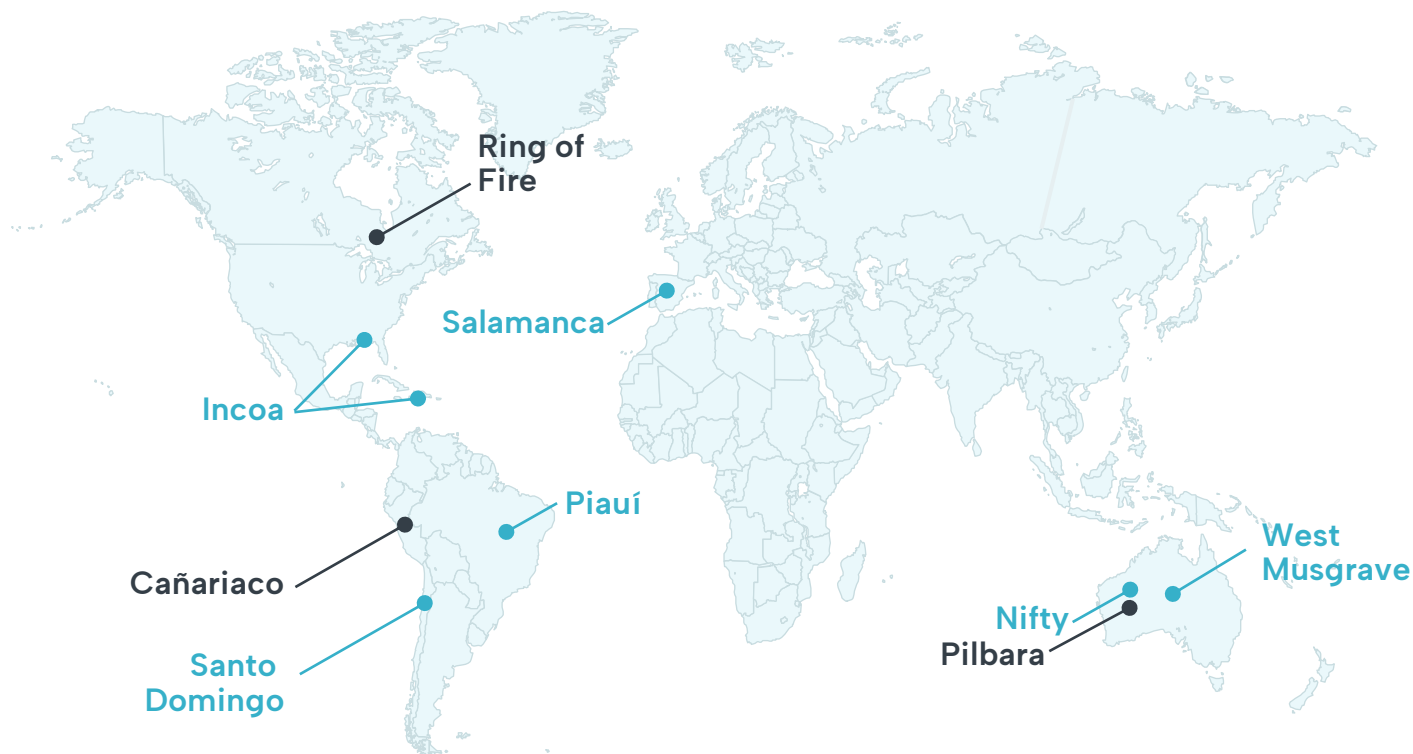 Ring of
Fire
Salamanca
Incoa
Piauí
Cañariaco
West
Musgrave
Nifty
Pilbara
Santo
Domingo